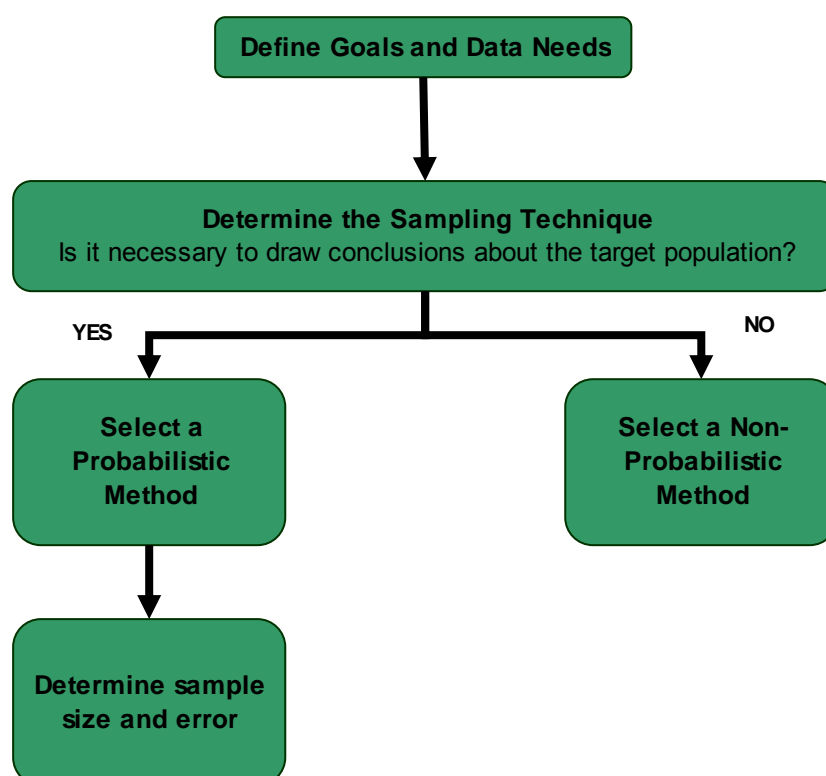 Define Goals and Data Needs
Determine the Sampling Technique
Is it necessary to draw conclusions about the target population?
YES
NO
Select a
Probabilistic
Method
Select a Non-
Probabilistic
Method
Determine sample
size and error